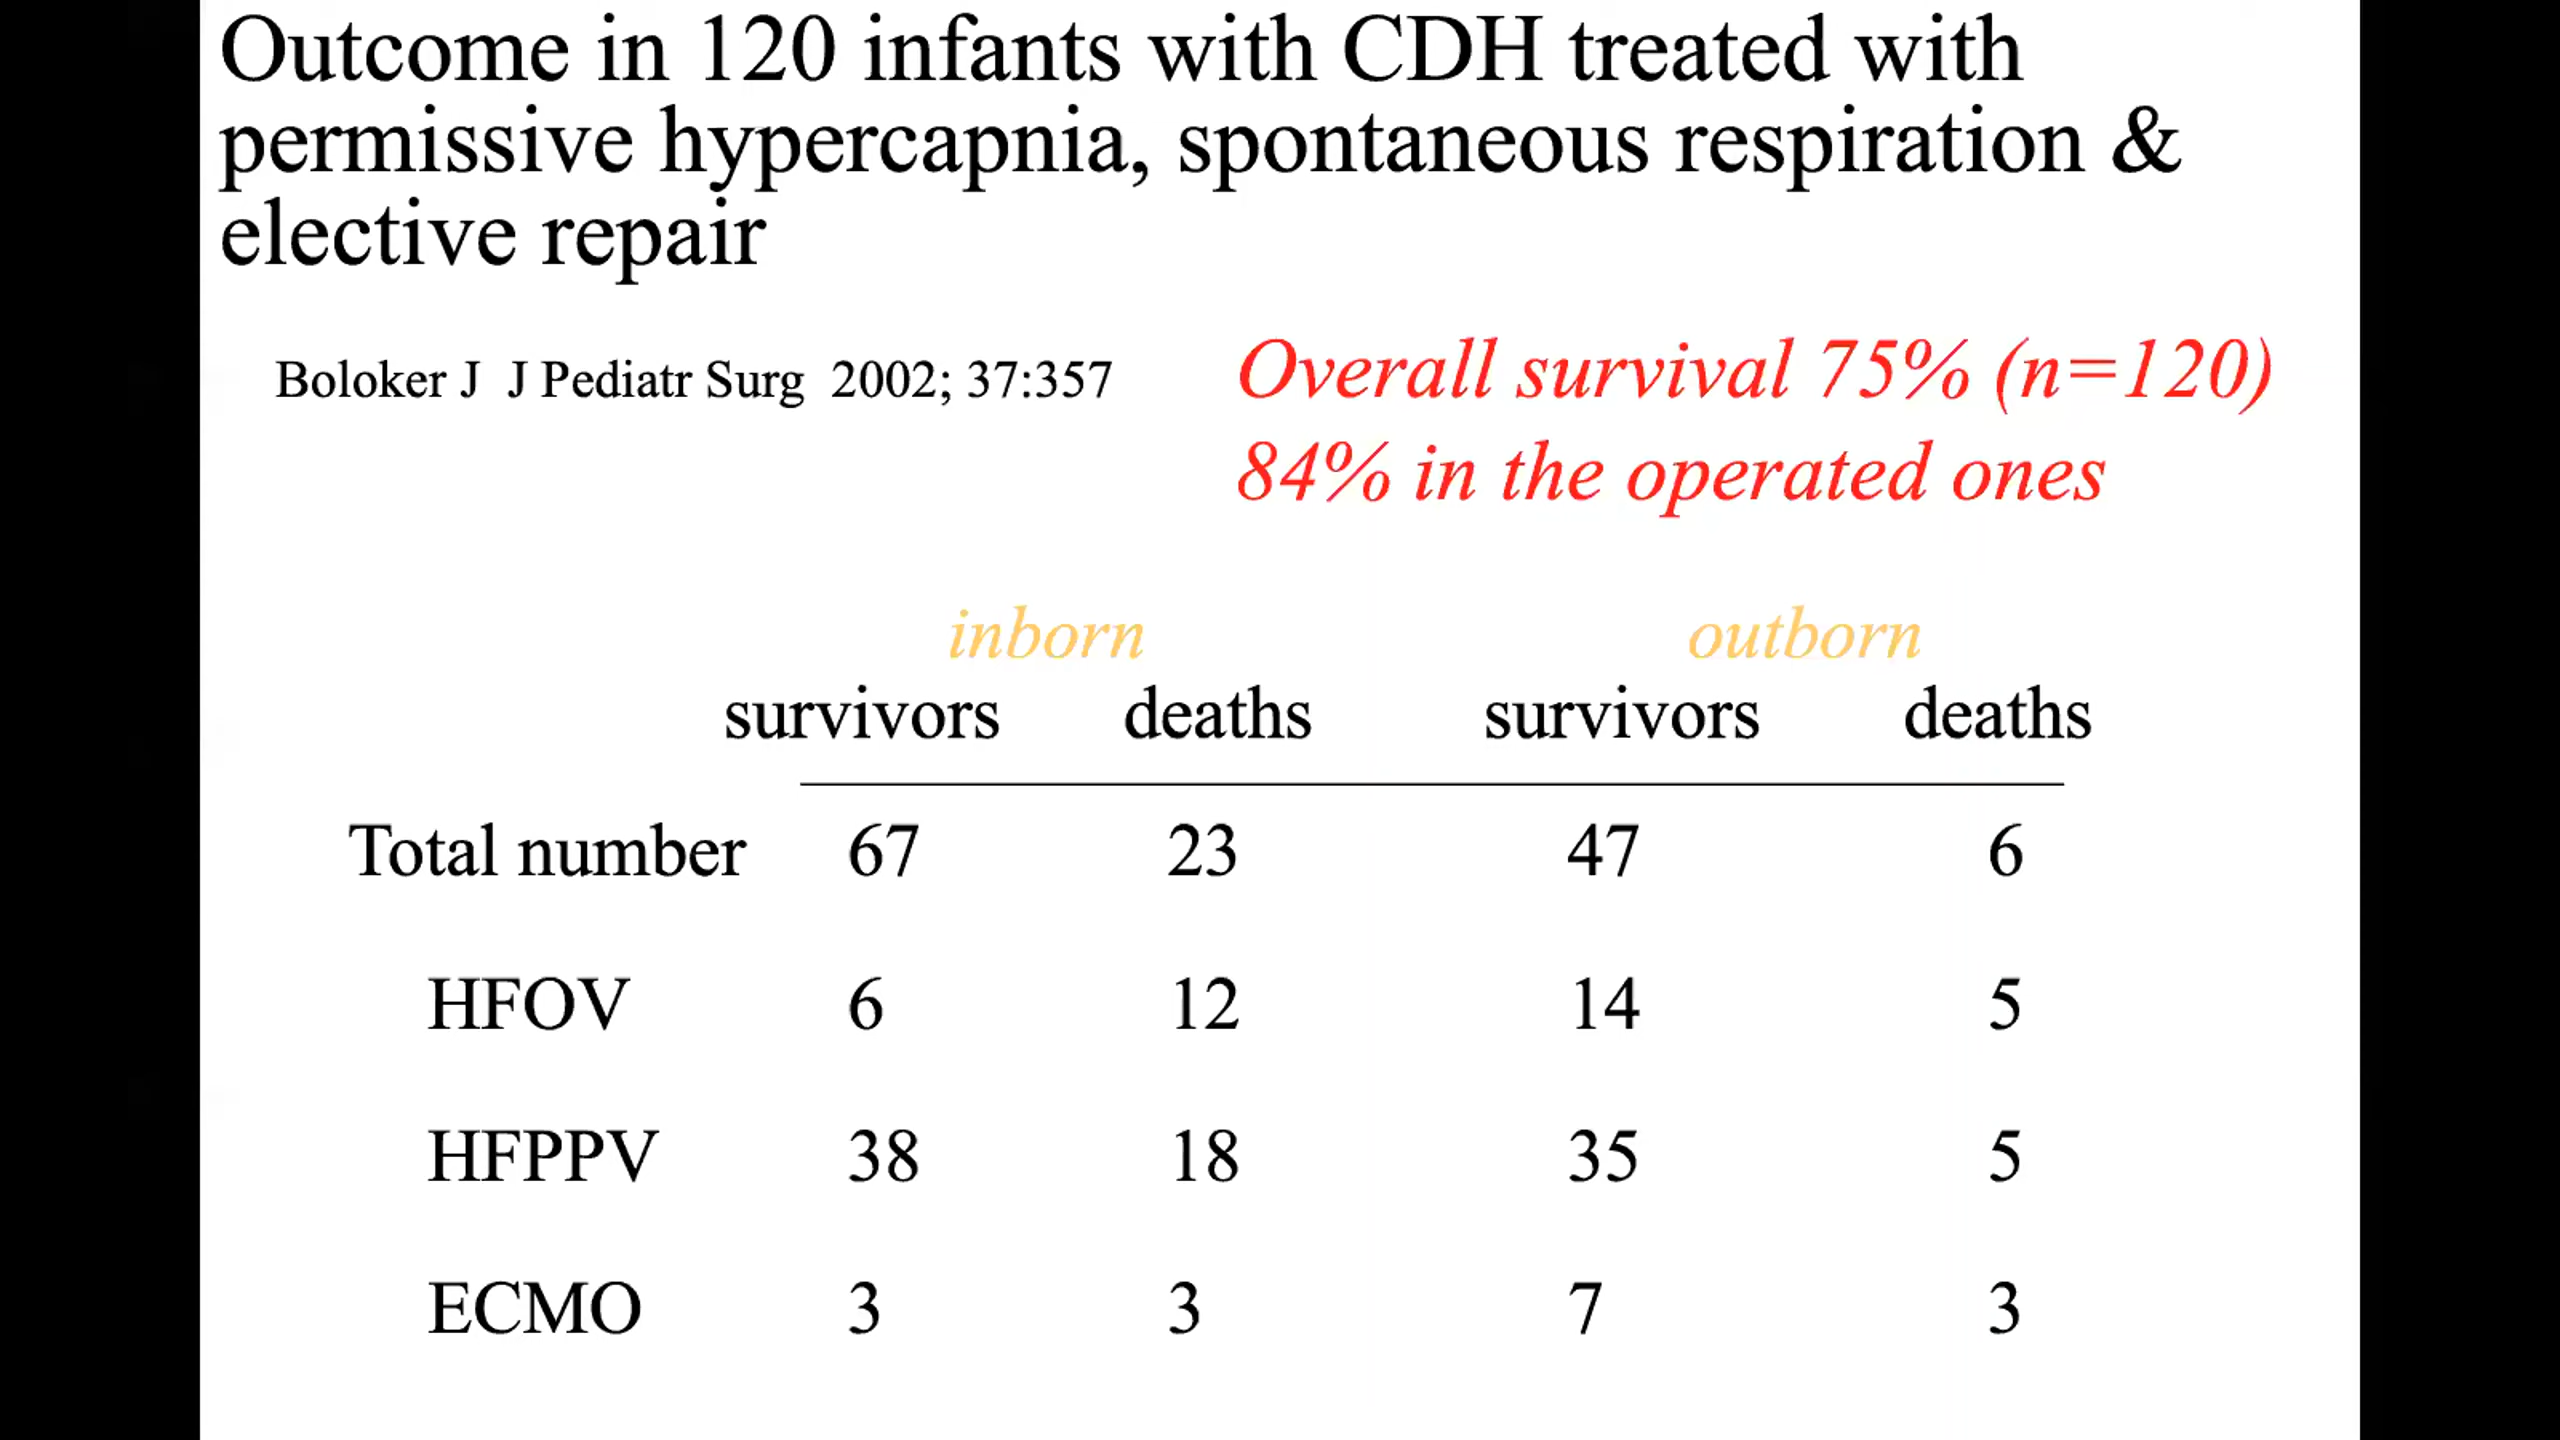 Outcome in 120 infants with CDH treated with
permissive hypercapnia, spontaneous respiration &
elective repair
Boloker J J Pediatr Surg 2002; 37:357
Overall survival 75% (n=120)
84% in the operated ones
inborn outborn
survivors deaths survivors deaths
Total number 67 23 47 6
HFOV 6 12 14 5
HFPPV 38 18 35 5
ECMO 3 3 7 3